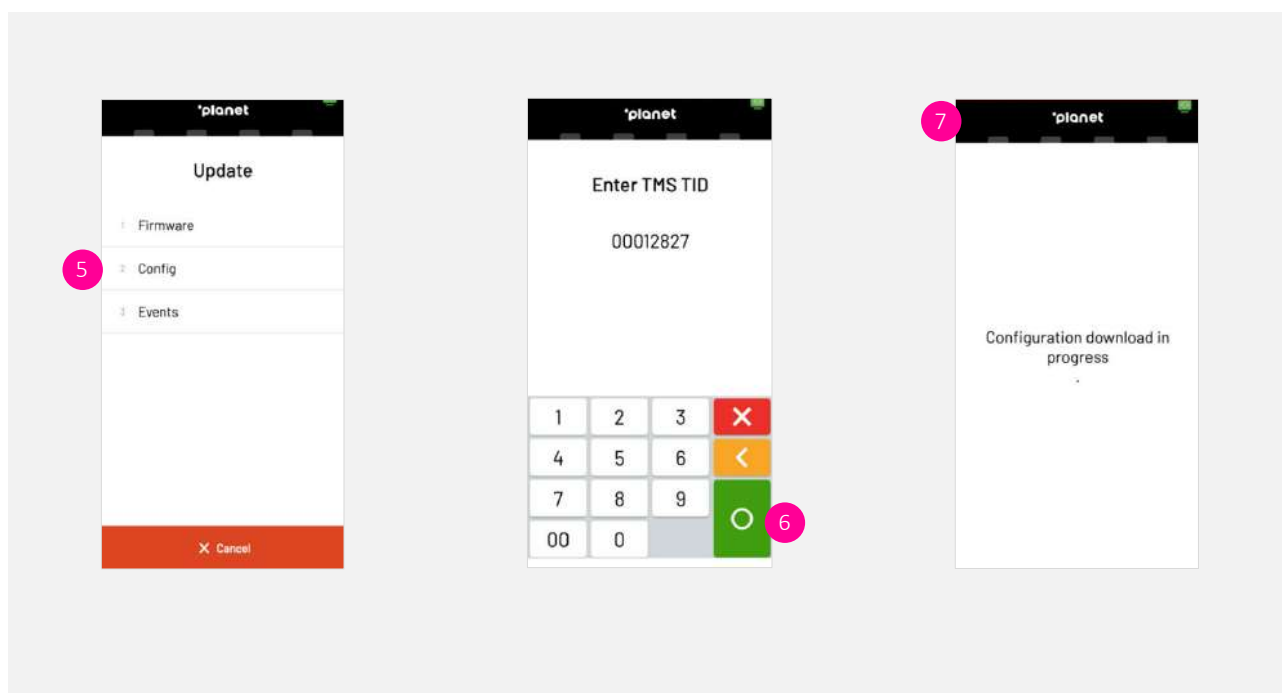 planet
Update
1 Firmware
5
2 Config
3 Events
X Cancel
planet
Enter TMS TID
00012827
1 2 3
4 5 6
7 8 9
00 0
6
7
planet
Configuration download in
progress
.